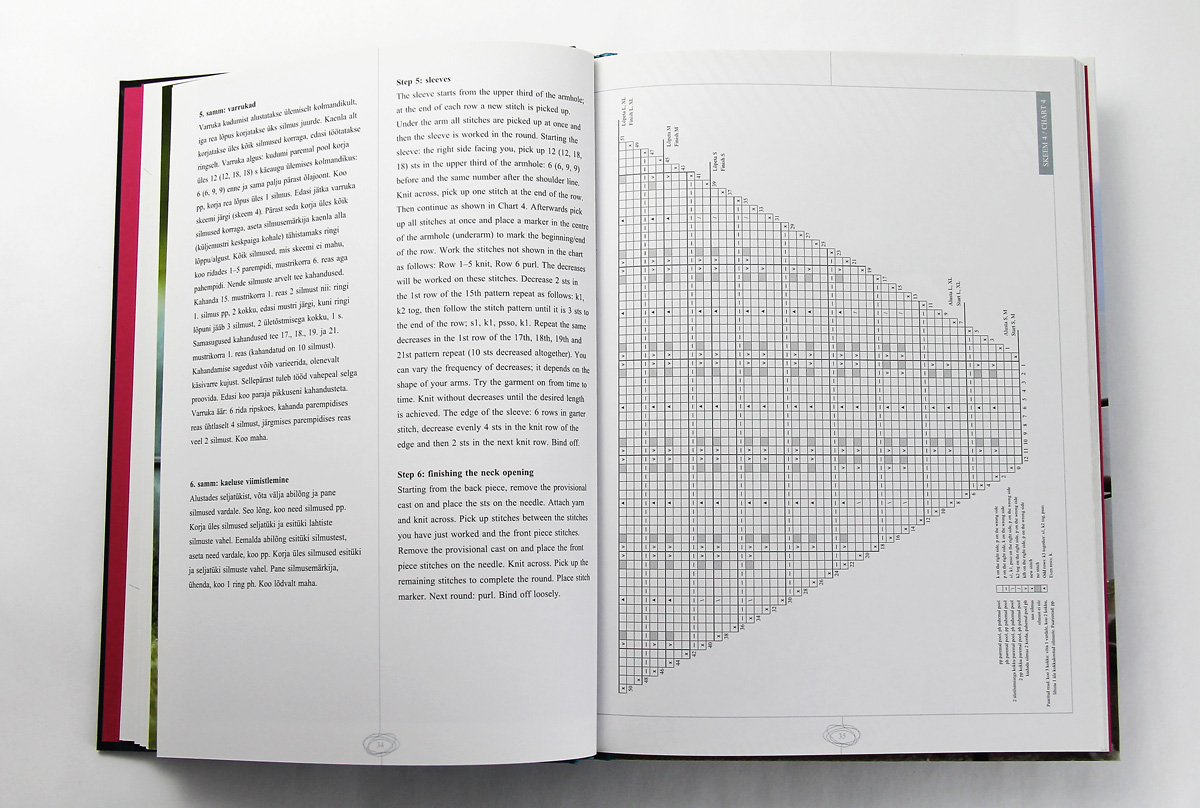 5. samm: varrukad
Varruka kudumist alustatakse ülemiselt kolmandikult,
iga rea lõpus korjatakse üks silmus juurde. Kaenla alt
korjatakse üles kõik silmused korraga, edasi töötatakse
ringselt. Varruka algus: kudumi paremal pool korja
üles 12 (12, 18, 18) s käeaugu ülemises kolmandikus:
6 (6, 9, 9) enne ja sama palju pärast õlajoont. Koo
pp, korja rea lõpus üles 1 silmus. Edasi jätka varruka
skeemi järgi (skeem 4). Pärast seda korja üles kõik
silmused korraga, aseta silmusemärkija kaenla alla
(küljemustri keskpaiga kohale) tähistamaks ringi
lõppu/algust. Kõik silmused, mis skeemi ei mahu,
koo ridades 1–5 parempidi, mustrikorra 6. reas aga
pahempidi. Nende silmuste arvelt tee kahandused.
Kahanda 15. mustrikorra 1. reas 2 silmust nii: ringi
1. silmus pp, 2 kokku, edasi mustri järgi, kuni ringi
lõpuni jääb 3 silmust, 2 ületõstmisega kokku, 1 s.
Samasugused kahandused tee 17., 18., 19. ja 21.
mustrikorra 1. reas (kahandatud on 10 silmust).
Kahandamise sagedust võib varieerida, olenevalt
käsivarre kujust. Sellepärast tuleb tööd vahepeal selga
proovida. Edasi koo paraja pikkuseni kahandusteta.
Varruka äär: 6 rida ripskoes, kahanda parempidises
reas ühtlaselt 4 silmust, järgmises parempidises reas
veel 2 silmust. Koo maha.
6. samm: kaeluse viimistlemine
Alustades seljatükist, võta välja abilõng ja pane
silmused vardale. Seo lõng, koo need silmused pp.
Korja üles silmused seljatüki ja esitüki lahtiste
silmuste vahel. Eemalda abilõng esitüki silmustest,
aseta need vardale, koo pp. Korja üles silmused esitüki
ja seljatüki silmuste vahel. Pane silmusemärkija,
ühenda, koo 1 ring ph. Koo lõdvalt maha.
34
Step 5: sleeves
The sleeve starts from the upper third of the armhole;
at the end of each row a new stitch is picked up.
Under the arm all stitches are picked up at once and
then the sleeve is worked in the round. Starting the
sleeve: the right side facing you, pick up 12 (12, 18,
18) sts in the upper third of the armhole: 6 (6, 9, 9)
before and the same number after the shoulder line.
Knit across, pick up one stitch at the end of the row.
Then continue as shown in Chart 4. Afterwards pick
up all stitches at once and place a marker in the centre
of the armhole (underarm) to mark the beginning/end
of the row. Work the stitches not shown in the chart
as follows: Row 1–5 knit, Row 6 purl. The decreases
will be worked on these stitches. Decrease 2 sts in
the 1st row of the 15th pattern repeat as follows: k1,
k2 tog, then follow the stitch pattern until it is 3 sts to
the end of the row; s1, k1, psso, k1. Repeat the same
decreases in the 1st row of the 17th, 18th, 19th and
21st pattern repeat (10 sts decreased altogether). You
can vary the frequency of decreases; it depends on the
shape of your arms. Try the garment on from time to
time. Knit without decreases until the desired length
is achieved. The edge of the sleeve: 6 rows in garter
stitch, decrease evenly 4 sts in the knit row of the
edge and then 2 sts in the next knit row. Bind off.
Step 6: finishing the neck opening
Starting from the back piece, remove the provisional
cast on and place the sts on the needle. Attach yarn
and knit across. Pick up stitches between the stitches
you have just worked and the front piece stitches.
Remove the provisional cast on and place the front
piece stitches on the needle. Knit across. Pick up the
remaining stitches to complete the round. Place stitch
marker. Next round: purl. Bind off loosely.
SKEEM 4 / CHART 4
Lõpeta L, XL
Finish L, XL
Lõpeta M
Finish M
Lõpeta S
Finish S
Alusta L, XL
Start L, XL
Alusta S, M
Start S, M
12 11 10 9 8 7 6 5 4 3 2 1
k on the right side, p on the wrong side
p on the right side, k on the wrong side
new stitch
no stitch
Even rows: k.
35